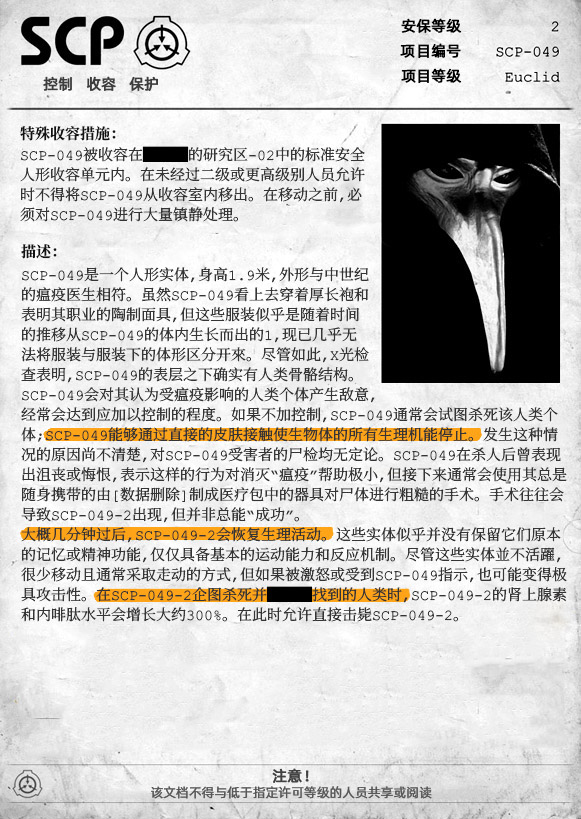 SCP
控制 收容 保护
安保等级 2
项目编号 SCP-049
项目等级 Euclid
特殊收容措施:
SCP-049被收容在 的研究区-02中的标准安全
人形收容单元内。在未经过二级或更高级别人员允许
时不得将SCP-049从收容室内移出。在移动之前,必
须对SCP-049进行大量镇静处理。
描述:
SCP-049是一个人形实体,身高1.9米,外形与中世纪
的瘟疫医生相符。虽然SCP-049看上去穿着厚长袍和
表明其职业的陶制面具,但这些服装似乎是随着时间
的推移从SCP-049的体内生长而出的1,现已几乎无
法将服装与服装下的体形区分开來。尽管如此,X光检
查表明,SCP-049的表层之下确实有人类骨骼结构。
SCP-049会对其认为受瘟疫影响的人类个体产生敌意,
经常会达到应加以控制的程度。如果不加控制,SCP-049通常会试图杀死该人类个
体;SCP-049能够通过直接的皮肤接触使生物体的所有生理机能停止。发生这种情
况的原因尚不清楚,对SCP-049受害者的尸检均无定论。SCP-049在杀人后曾表现
出沮丧或悔恨,表示这样的行为对消灭“瘟疫”帮助极小,但接下来通常会使用其总是
随身携带的由[数据删除]制成医疗包中的器具对尸体进行粗糙的手术。手术往往会
导致SCP-049-2出现,但并非总能“成功”。
大概几分钟过后,SCP-049-2会恢复生理活动。这些实体似乎并没有保留它们原本
的记忆或精神功能,仅仅具备基本的运动能力和反应机制。尽管这些实体并不活躍,
很少移动且通常采取走动的方式,但如果被激怒或受到SCP-049指示,也可能变得极
具攻击性。在SCP-049-2企图杀死并 找到的人类时,SCP-049-2的肾上腺素
和内啡肽水平会增长大约300%。在此时允许直接击毙SCP-049-2。
注意!
该文档不得与低于指定许可等级的人员共享或阅读